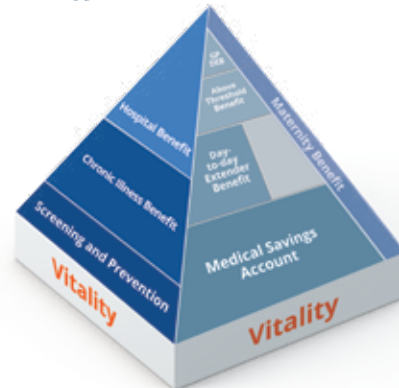 Hospital Benefit
Chronic Illness Benefit
Screening and Prevention
Vitality
GP
Above
Threshold
Benefit
Day-
to-day
Extender
Benefit
Medical Savings
Account
Maternity Benefit
Vitality